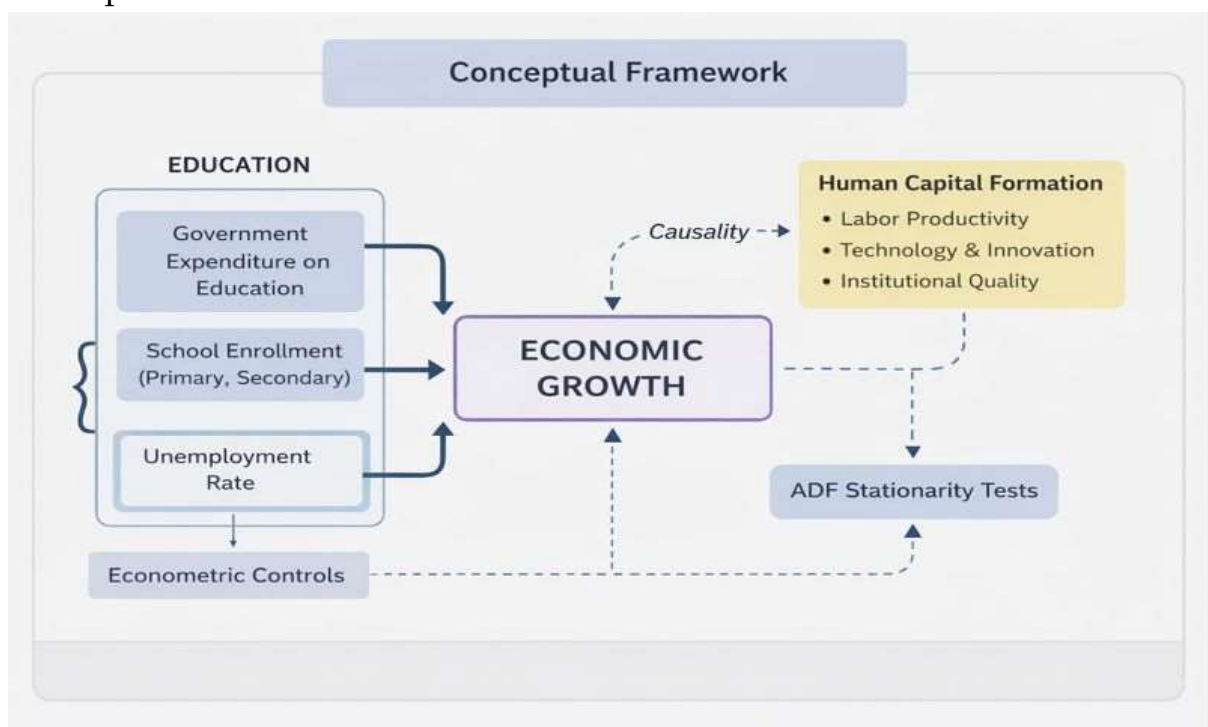 Conceptual Framework
EDUCATION
Government
Expenditure on
Education
School Enrollment
(Primary, Secondary)
Unemployment
Rate
Econometric Controls
ECONOMIC
GROWTH
Causality
Human Capital Formation
• Labor Productivity
• Technology & Innovation
• Institutional Quality
ADF Stationarity Tests